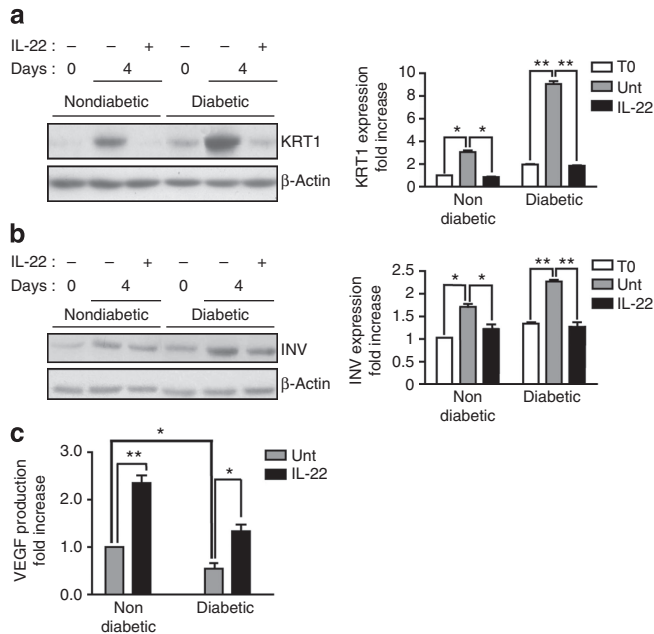 a
IL-22 : – – + – – +
Days : 0 4 0 4
Nondiabetic Diabetic
KRT1
β-Actin
KRT1 expression
fold increase
10
8
6
4
2
0
* * ** **
Non
diabetic
Diabetic
T0
Unt
IL-22
b
IL-22 : – – + – – +
Days : 0 4 0 4
Nondiabetic Diabetic
INV
β-Actin
INV expression
fold increase
2.5
2
1.5
1
0.5
0
* * ** **
Non
diabetic
Diabetic
T0
Unt
IL-22
c
VEGF production
fold increase
3.0
2.0
1.0
0.0
*
** *
Non
diabetic
Diabetic
Unt
IL-22